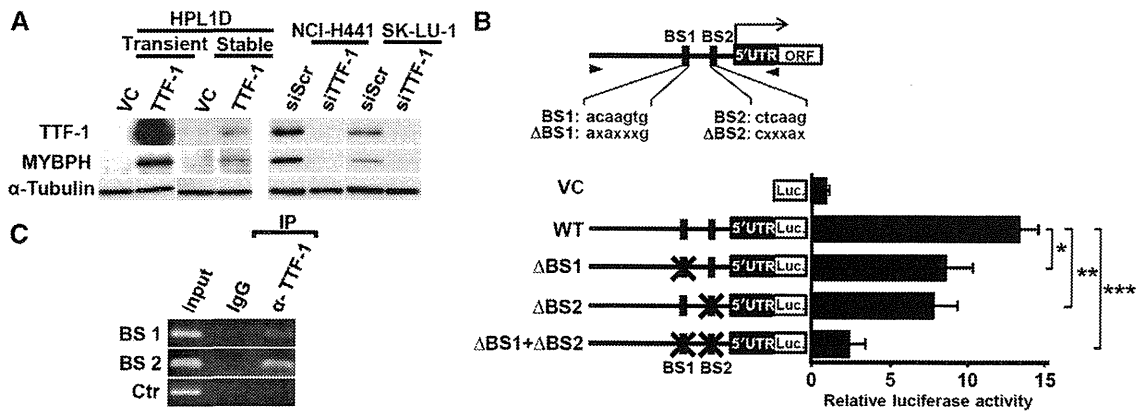 A
HPL1D
Transient Stable
NCI-H441 SK-LU-1
VC TTF-1 VC TTF-1 siScr siTTF-1 siScr siTTF-1
TTF-1
MYBPH
α-Tubulin
C
IP
Input IgG α- TTF-1
BS 1
BS 2
Ctr
B
BS1 BS2
5'UTR ORF
BS1: acaagtg BS2: ctcaag
ΔBS1: axaxxxg ΔBS2: cxxxax
VC Luc.
WT 5'UTR Luc.
ΔBS1 5'UTR Luc.
ΔBS2 5'UTR Luc.
ΔBS1+ΔBS2 5'UTR Luc.
* ** ***
BS1 BS2
0 5 10 15
Relative luciferase activity